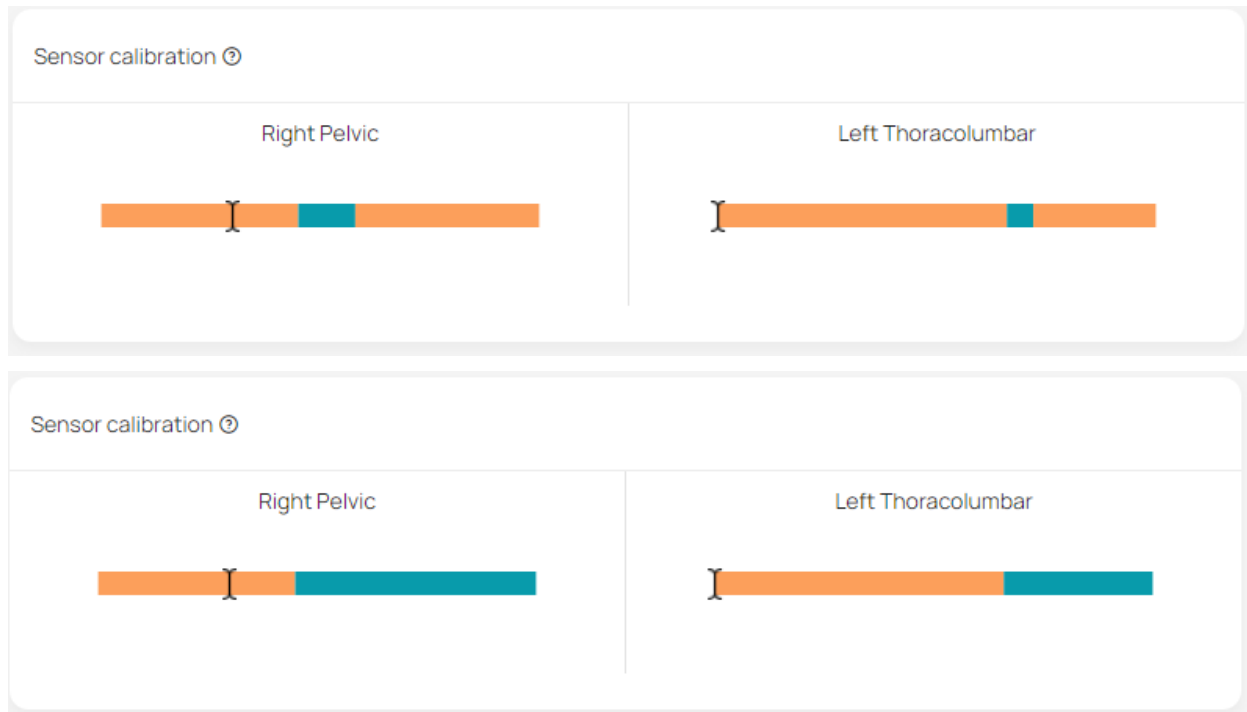 Sensor calibration ?
Right Pelvic
Left Thoracolumbar
Sensor calibration ?
Right Pelvic
Left Thoracolumbar